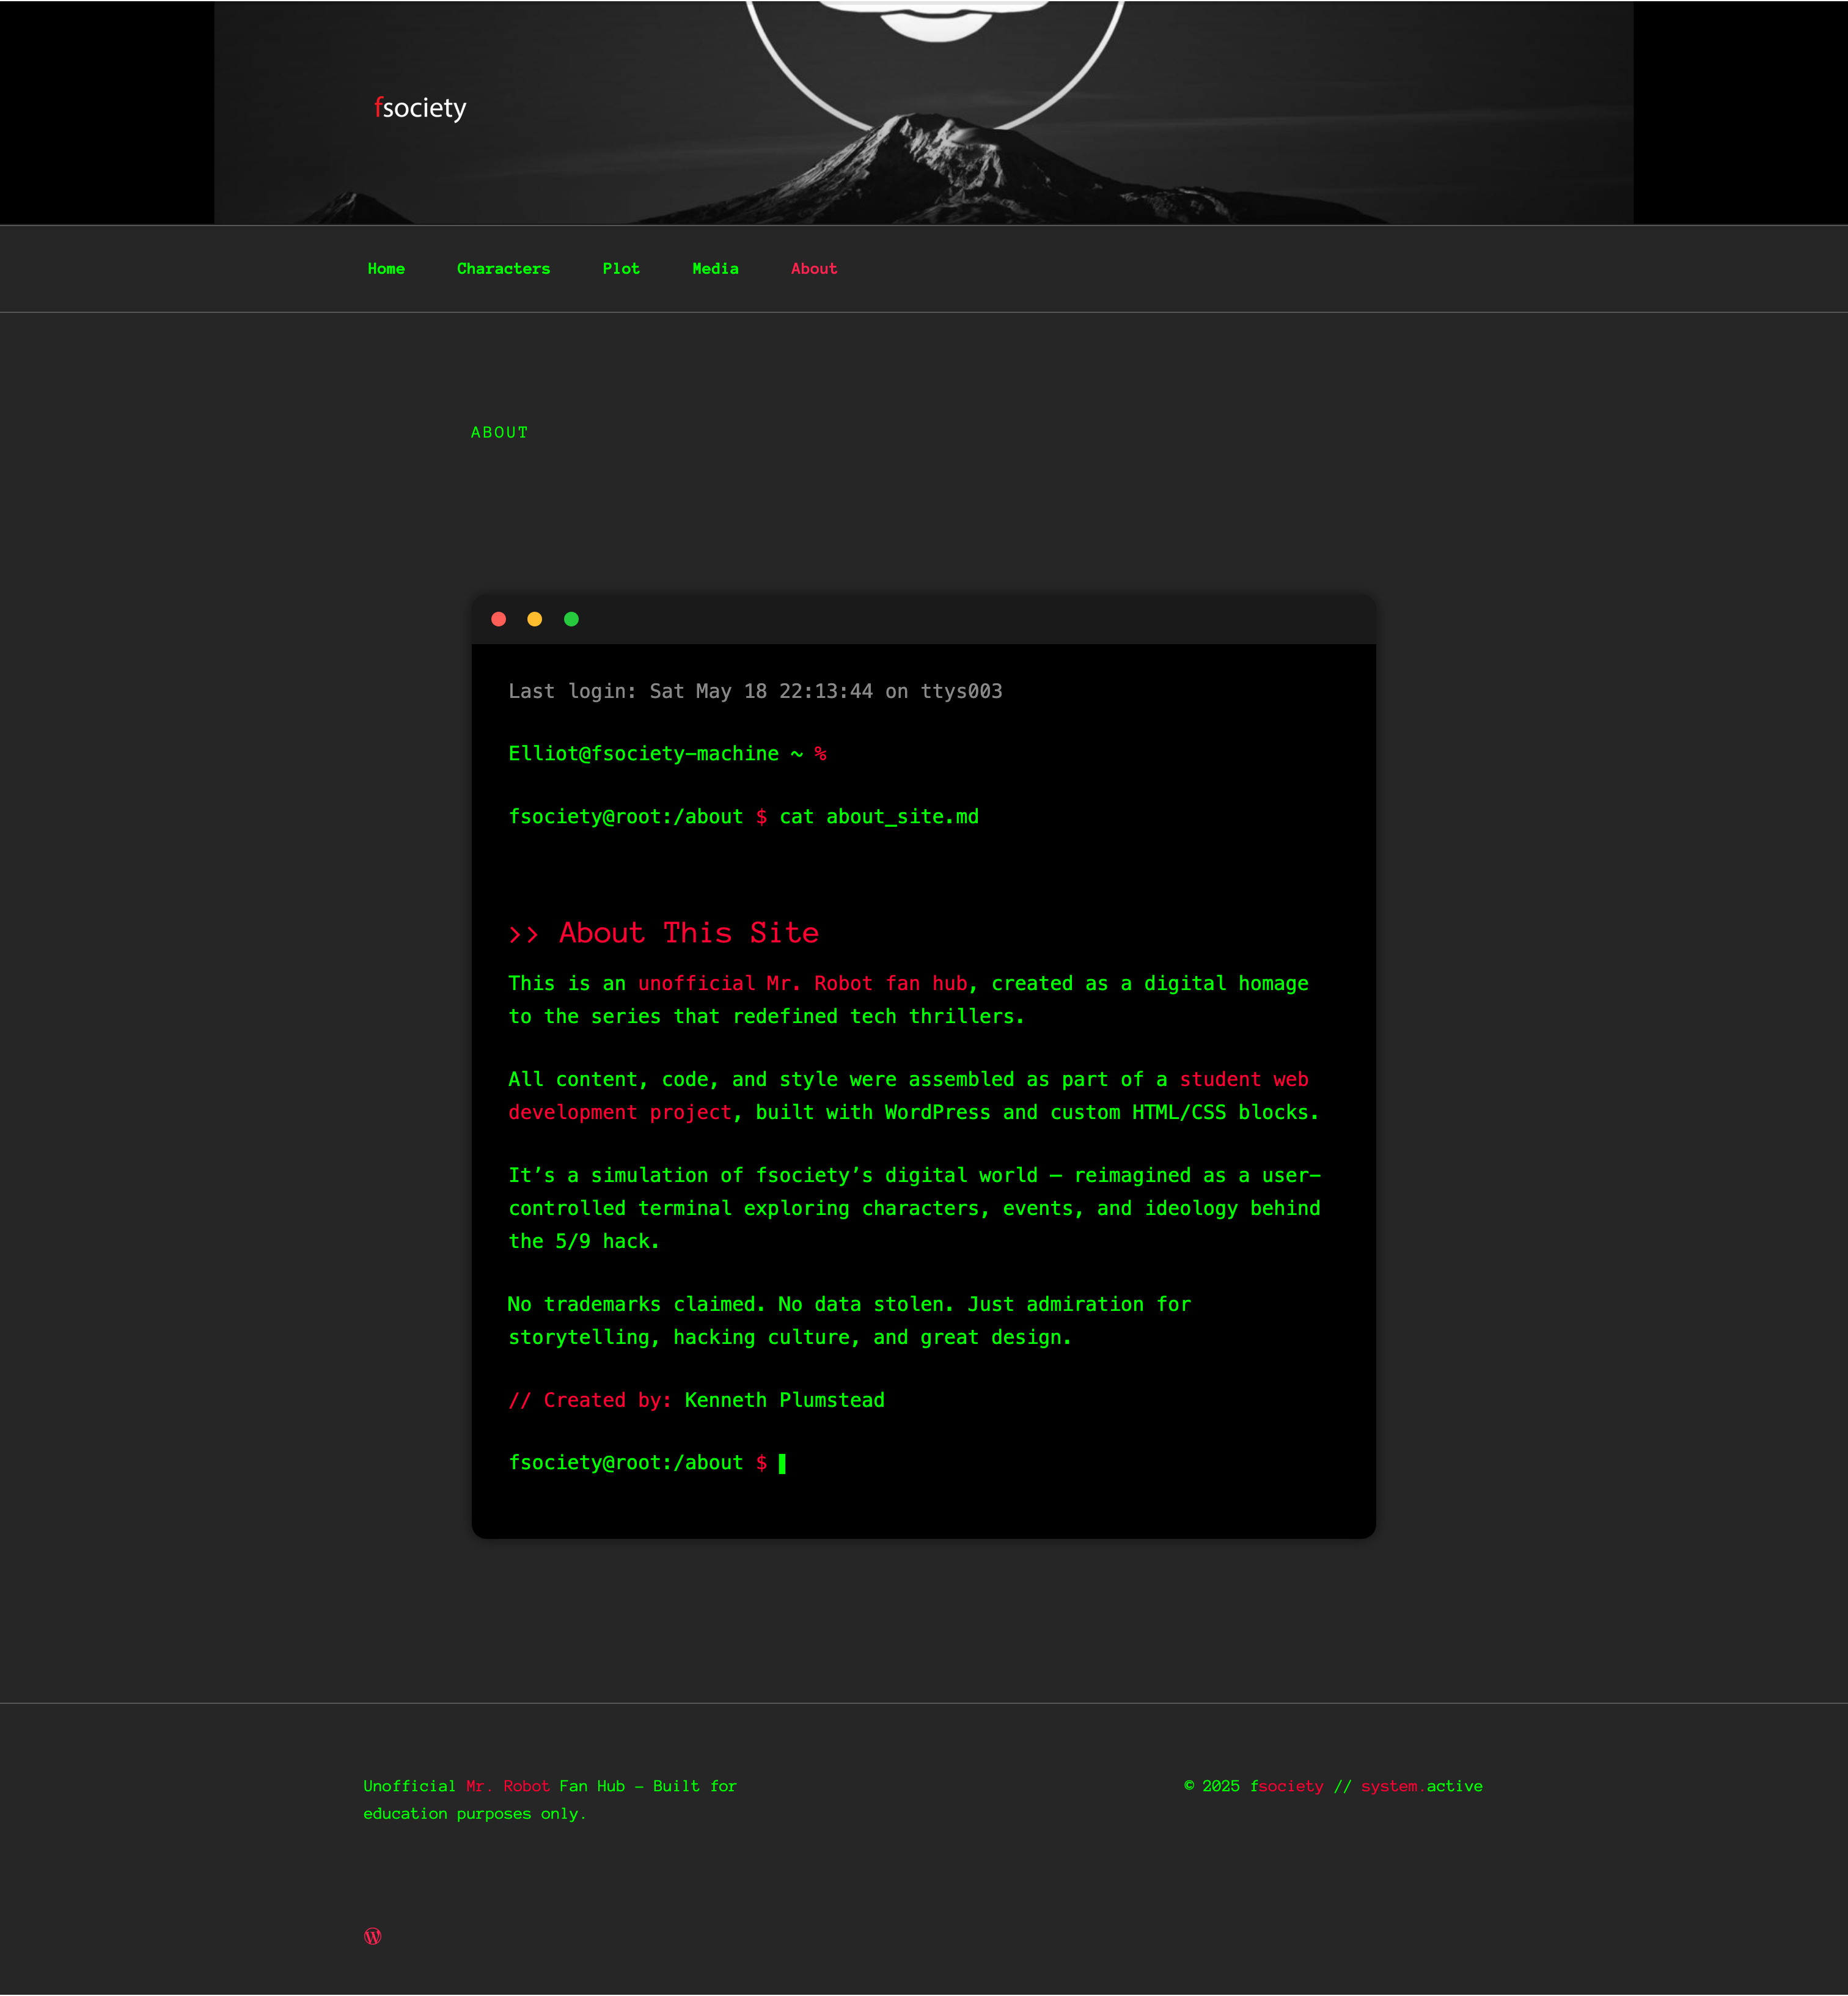 fsociety
Home Characters Plot Media About
ABOUT
Last login: Sat May 18 22:13:44 on ttys003
Elliot@fsociety-machine ~ %
fsociety@root:/about $ cat about_site.md
>> About This Site
This is an unofficial Mr. Robot fan hub, created as a digital homage
to the series that redefined tech thrillers.
All content, code, and style were assembled as part of a student web
development project, built with WordPress and custom HTML/CSS blocks.
It’s a simulation of fsociety’s digital world — reimagined as a user-
controlled terminal exploring characters, events, and ideology behind
the 5/9 hack.
No trademarks claimed. No data stolen. Just admiration for
storytelling, hacking culture, and great design.
// Created by: Kenneth Plumstead
fsociety@root:/about $
Unofficial Mr. Robot Fan Hub – Built for
education purposes only.
© 2025 fsociety // system.active